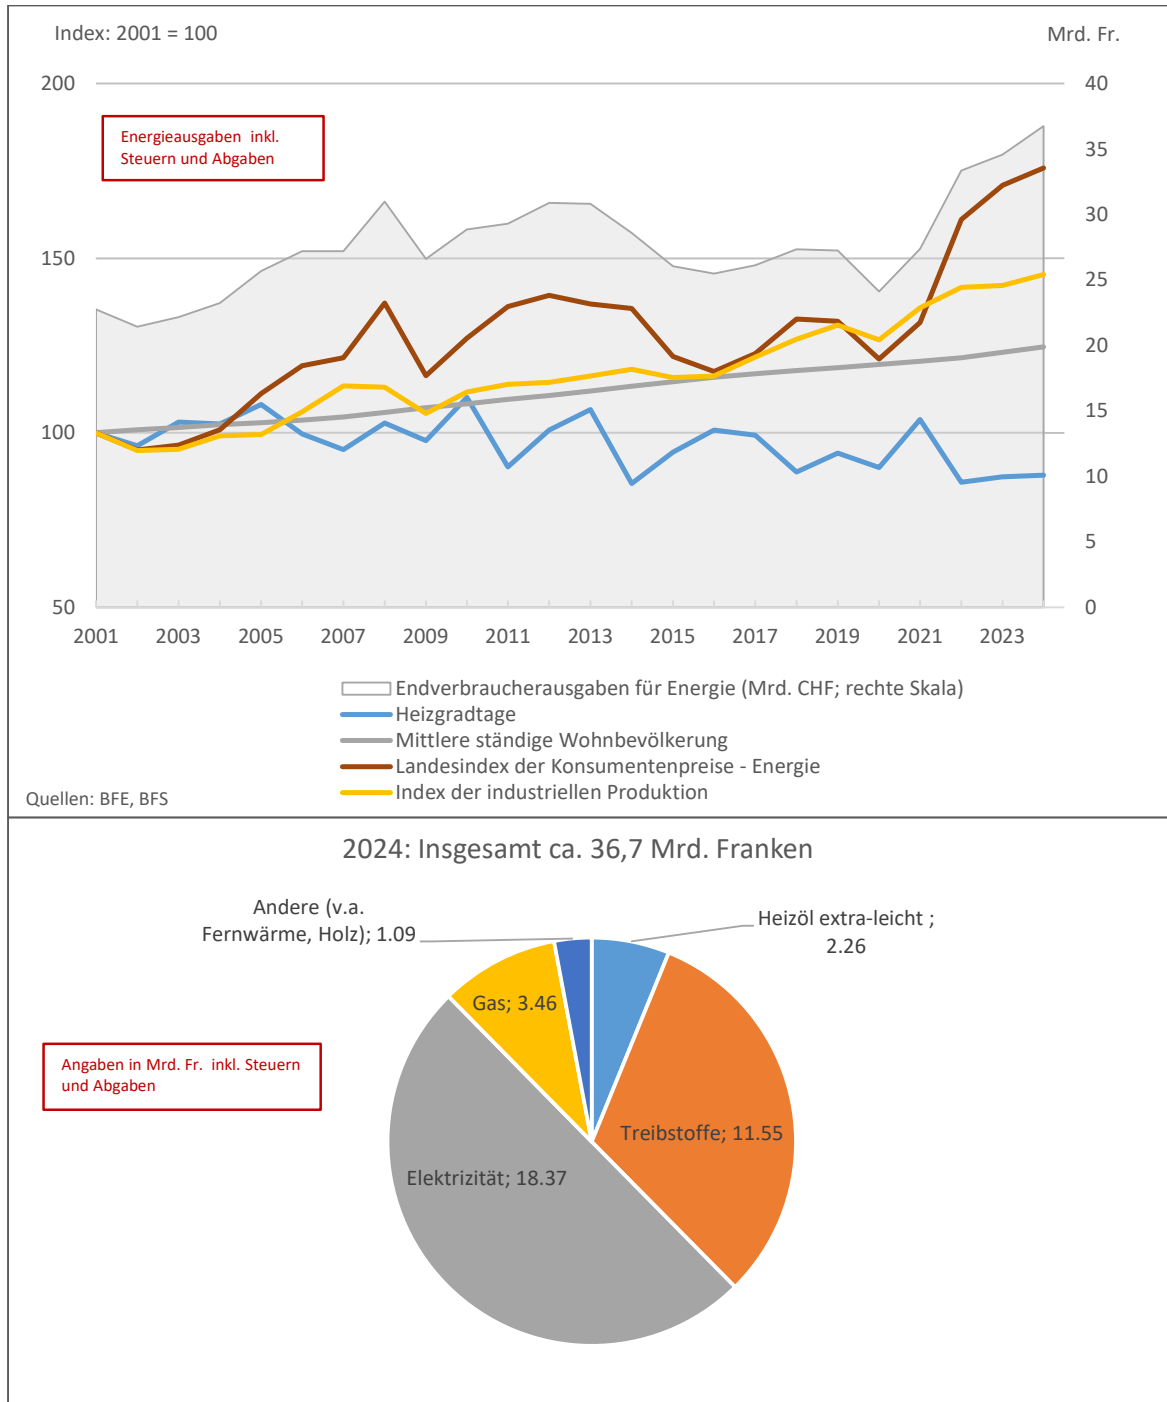 Index: 2001 = 100
Mrd. Fr.
200
40
Energieausgaben inkl.
Steuern und Abgaben
35
30
150
25
20
100
15
10
5
50
0
2001 2003 2005 2007 2009 2011 2013 2015 2017 2019 2021 2023
Endverbraucherausgaben für Energie (Mrd. CHF; rechte Skala)
Heizgradtage
Mittlere ständige Wohnbevölkerung
Landesindex der Konsumentenpreise - Energie
Index der industriellen Produktion
Quellen: BFE, BFS
2024: Insgesamt ca. 36,7 Mrd. Franken
Andere (v.a.
Fernwärme, Holz); 1.09
Heizöl extra-leicht ;
2.26
Gas; 3.46
Angaben in Mrd. Fr. inkl. Steuern
und Abgaben
Treibstoffe; 11.55
Elektrizität; 18.37